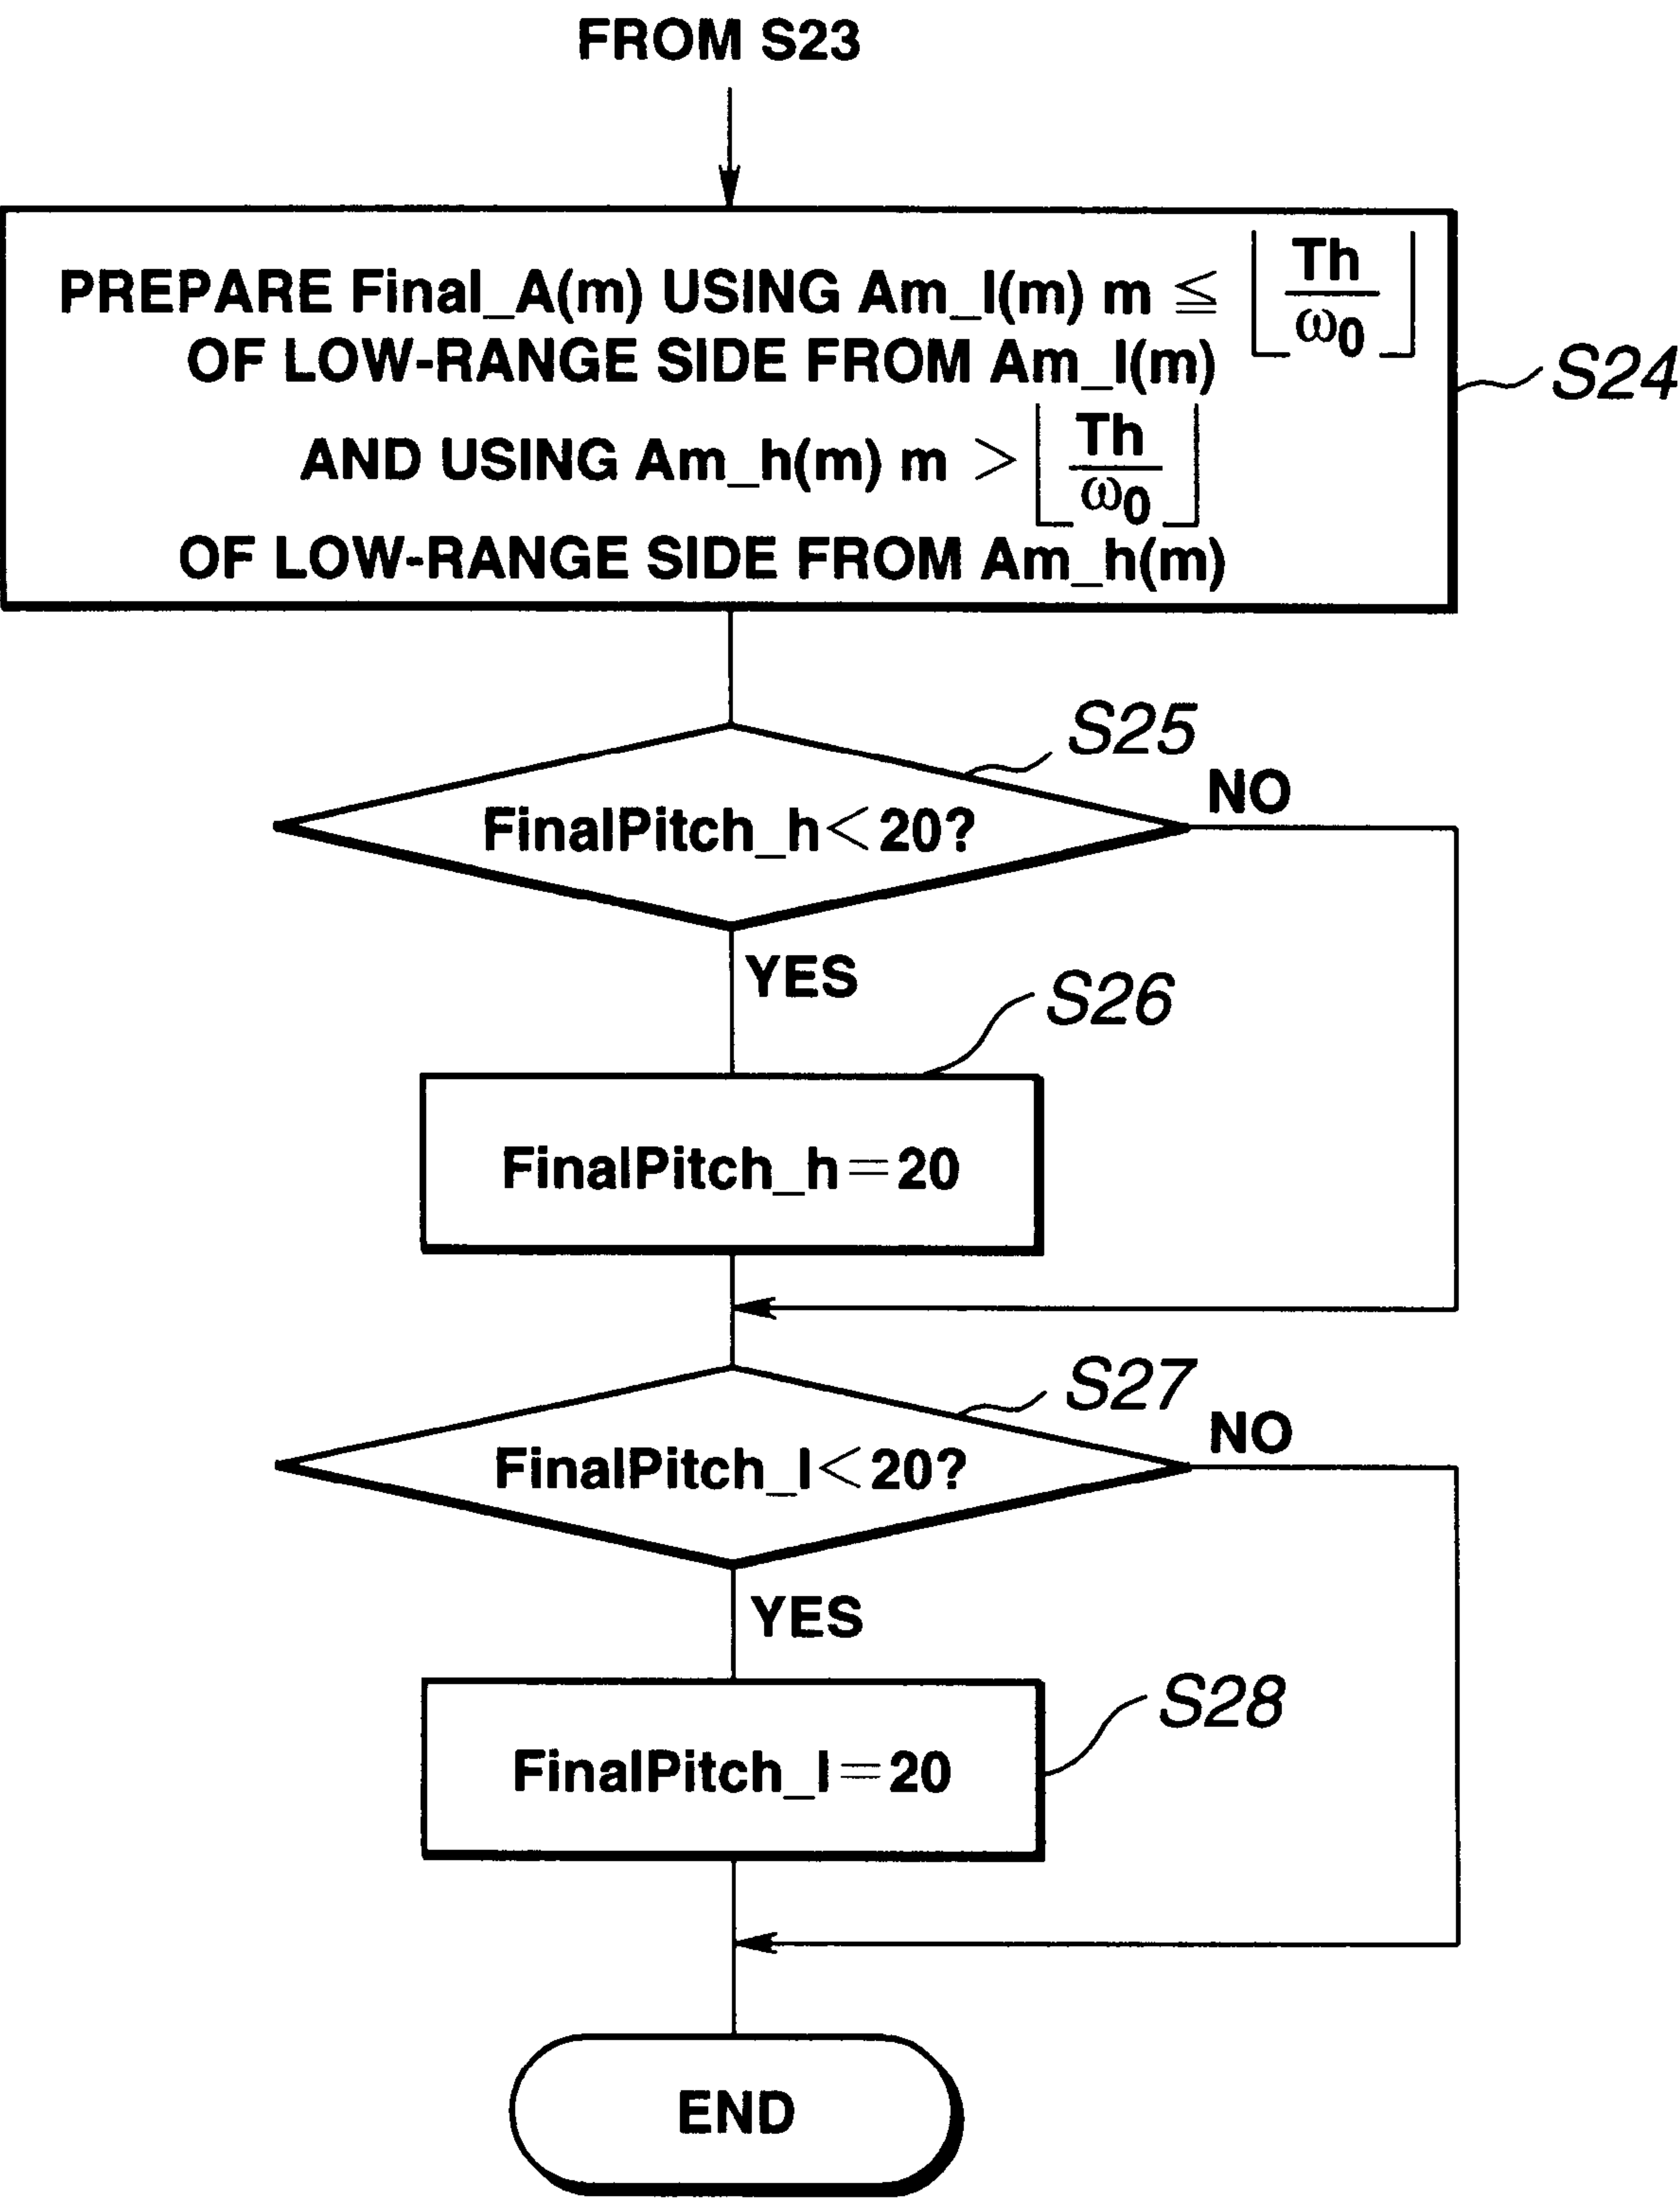 FROM S23
PREPARE Final_A(m) USING Am_l(m) m ≦ ⌊Th/ω0⌋
OF LOW-RANGE SIDE FROM Am_l(m)
S24
AND USING Am_h(m) m > ⌊Th/ω0⌋
OF LOW-RANGE SIDE FROM Am_h(m)
S25
NO
FinalPitch_h<20?
YES
S26
FinalPitch_h=20
S27
NO
FinalPitch_l<20?
YES
S28
FinalPitch_l=20
END